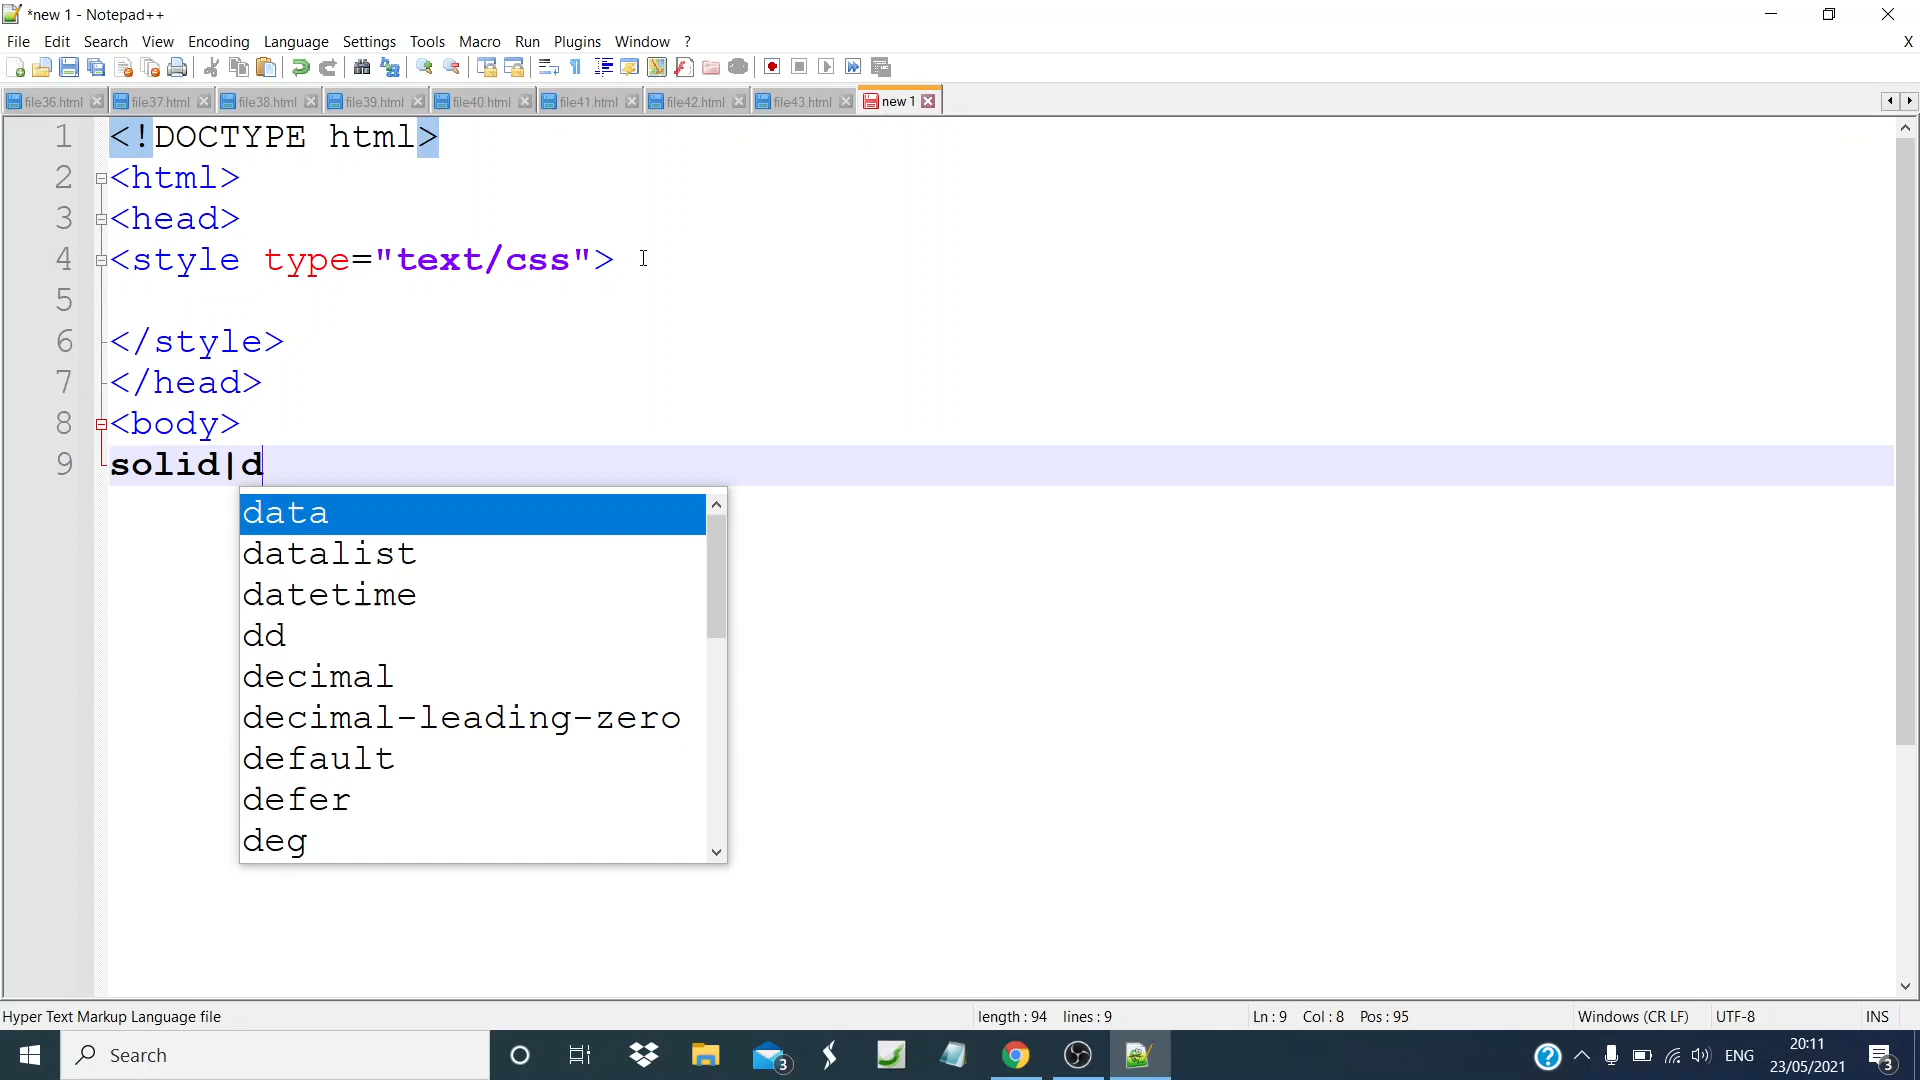 *new 1 - Notepad++
File Edit Search View Encoding Language Settings Tools Macro Run Plugins Window ? X
file36.html file37.html file38.html file39.html file40.html file41.html file42.html file43.html new 1
1 <!DOCTYPE html>
2 <html>
3 <head>
4 <style type="text/css">
5
6 </style>
7 </head>
8 <body>
9 solid|d
data
datalist
datetime
dd
decimal
decimal-leading-zero
default
defer
deg
Hyper Text Markup Language file length : 94 lines : 9 Ln : 9 Col : 8 Pos : 95 Windows (CR LF) UTF-8 INS
Search 3 ENG 20:11 3
23/05/2021